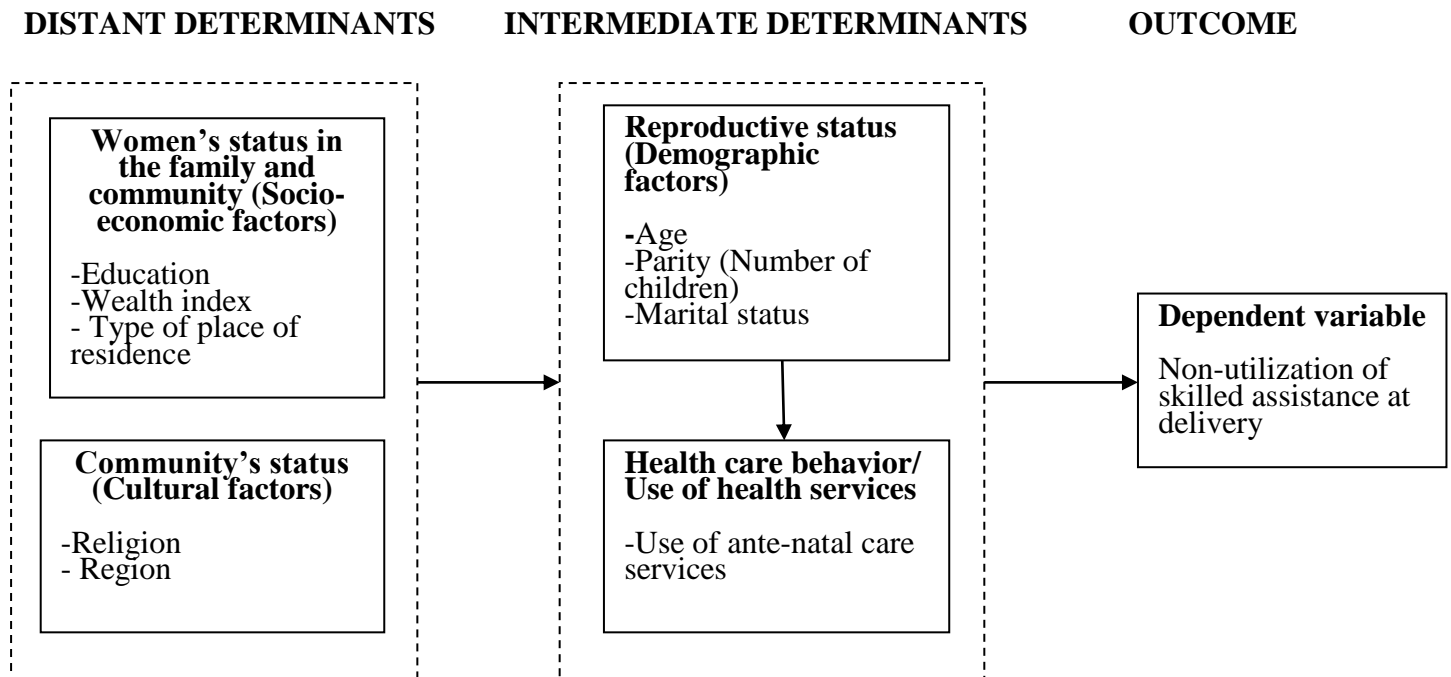 DISTANT DETERMINANTS
INTERMEDIATE DETERMINANTS
OUTCOME
Women’s status in
the family and
community (Socio-
economic factors)
-Education
-Wealth index
- Type of place of
residence
Community’s status
(Cultural factors)
-Religion
- Region
Reproductive status
(Demographic
factors)
-Age
-Parity (Number of
children)
-Marital status
Health care behavior/
Use of health services
-Use of ante-natal care
services
Dependent variable
Non-utilization of
skilled assistance at
delivery